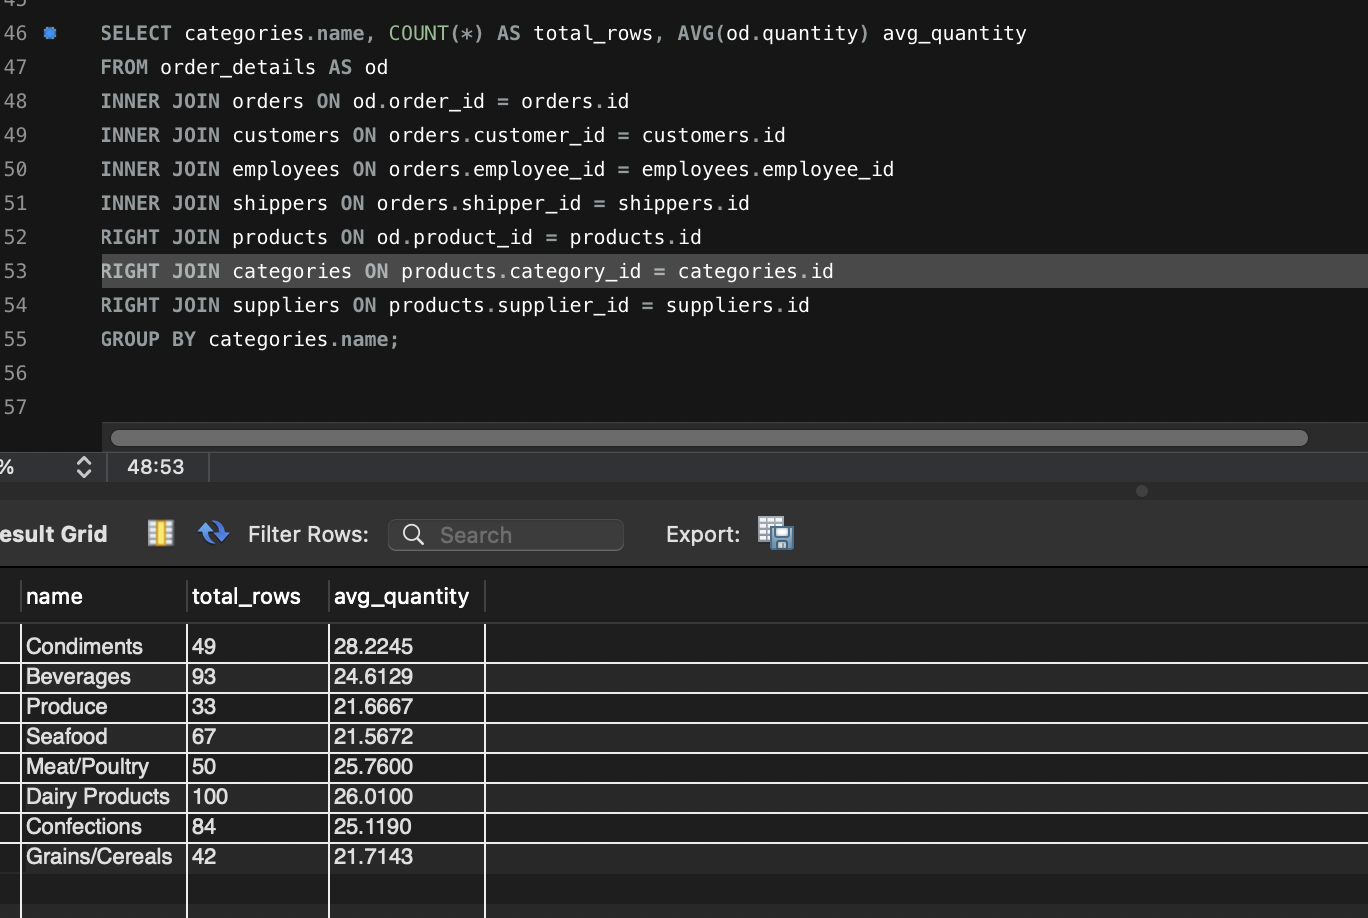 45
46 SELECT categories.name, COUNT(*) AS total_rows, AVG(od.quantity) avg_quantity
47 FROM order_details AS od
48 INNER JOIN orders ON od.order_id = orders.id
49 INNER JOIN customers ON orders.customer_id = customers.id
50 INNER JOIN employees ON orders.employee_id = employees.employee_id
51 INNER JOIN shippers ON orders.shipper_id = shippers.id
52 RIGHT JOIN products ON od.product_id = products.id
53 RIGHT JOIN categories ON products.category_id = categories.id
54 RIGHT JOIN suppliers ON products.supplier_id = suppliers.id
55 GROUP BY categories.name;
56
57
% 48:53
esult Grid Filter Rows: Search Export:
name total_rows avg_quantity
Condiments 49 28.2245
Beverages 93 24.6129
Produce 33 21.6667
Seafood 67 21.5672
Meat/Poultry 50 25.7600
Dairy Products 100 26.0100
Confections 84 25.1190
Grains/Cereals 42 21.7143